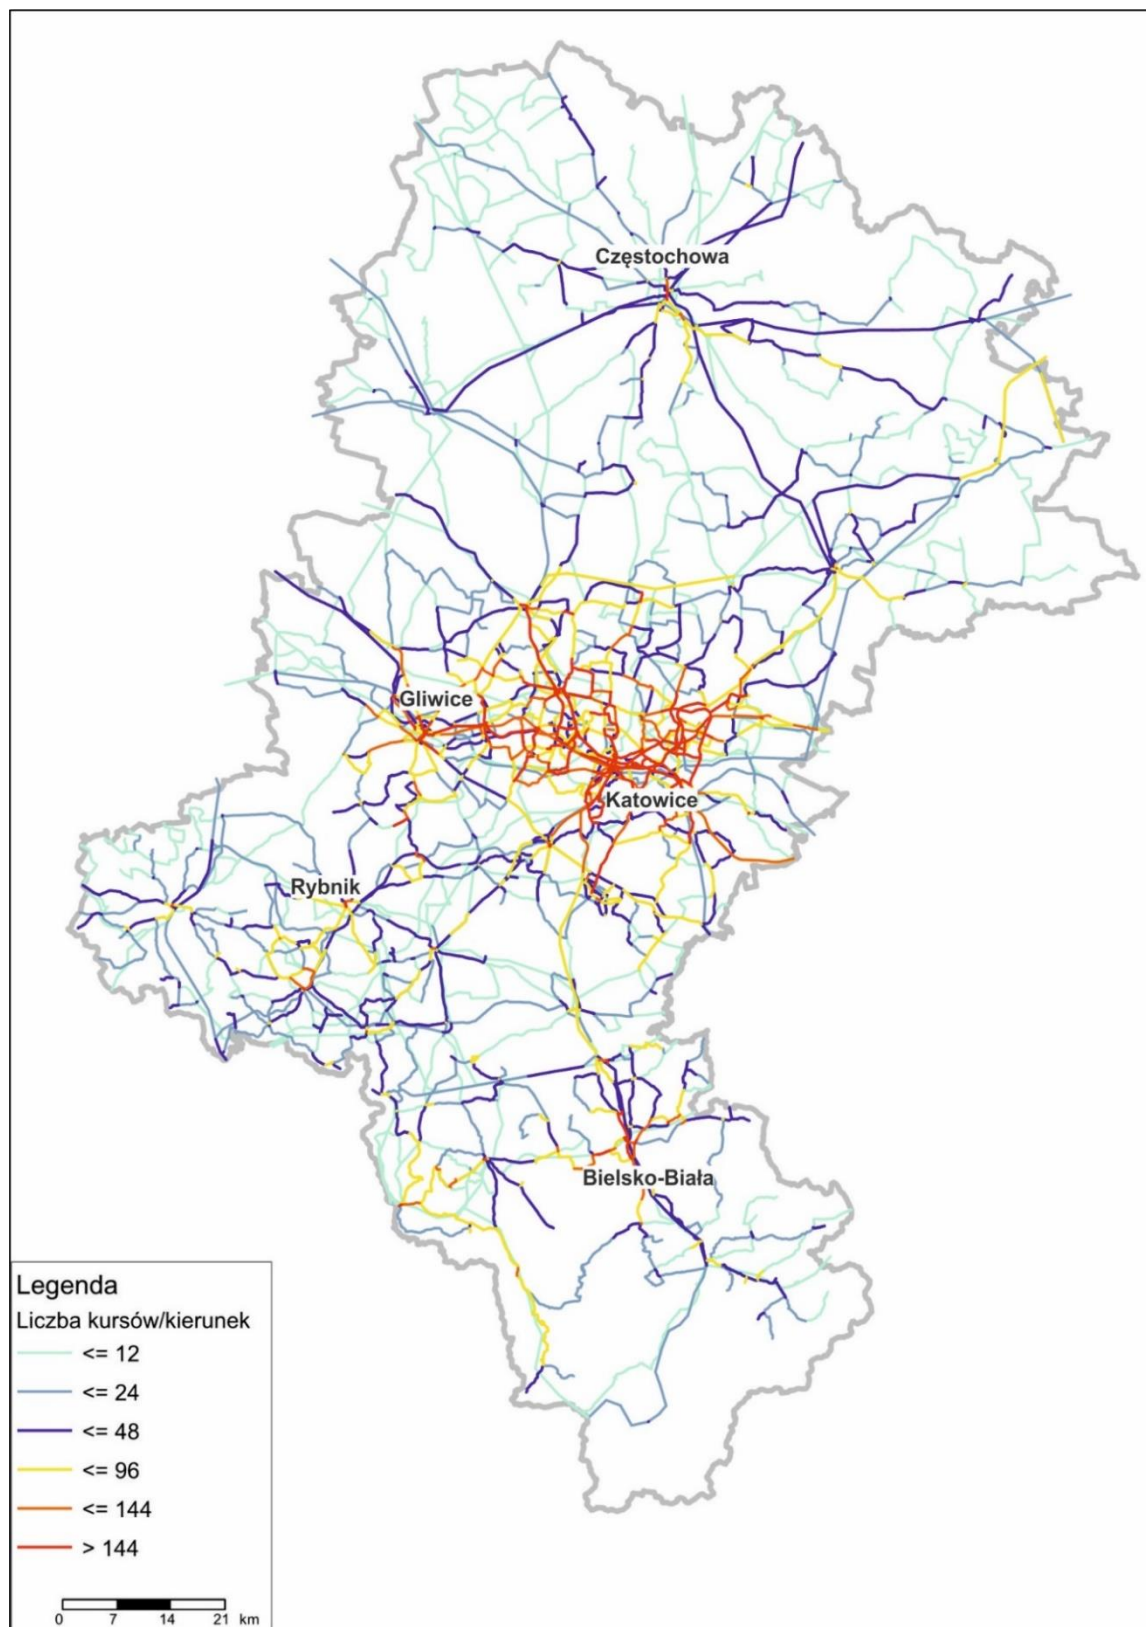 Częstochowa
Gliwice
Katowice
Rybnik
Bielsko-Biała
Legenda
Liczba kursów/kierunek
<= 12
<= 24
<= 48
<= 96
<= 144
> 144
0 7 14 21 km